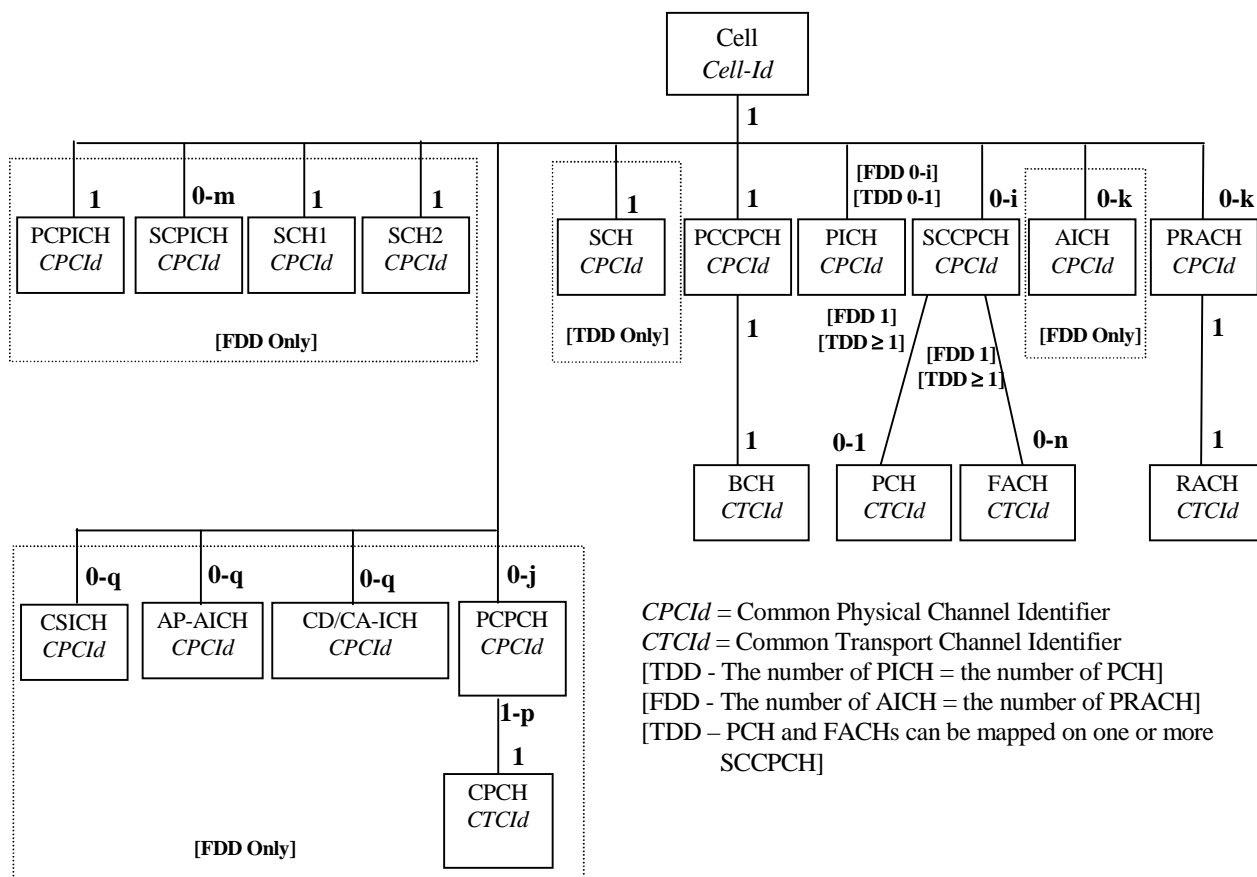 Cell
Cell-Id
1
1
0-m
1
1
1
1
[FDD 0-i]
[TDD 0-1]
0-i
0-k
0-k
PCPICH
CPCId
SCPICH
CPCId
SCH1
CPCId
SCH2
CPCId
SCH
CPCId
PCCPCH
CPCId
PICH
CPCId
SCCPCH
CPCId
AICH
CPCId
PRACH
CPCId
[FDD Only]
[TDD Only]
1
[FDD 1]
[TDD ≥ 1]
[FDD 1]
[TDD ≥ 1]
[FDD Only]
1
1
0-1
0-n
1
BCH
CTCId
PCH
CTCId
FACH
CTCId
RACH
CTCId
0-q
0-q
0-q
0-j
CSICH
CPCId
AP-AICH
CPCId
CD/CA-ICH
CPCId
PCPCH
CPCId
1-p
1
CPCH
CTCId
[FDD Only]
CPCId = Common Physical Channel Identifier
CTCId = Common Transport Channel Identifier
[TDD - The number of PICH = the number of PCH]
[FDD - The number of AICH = the number of PRACH]
[TDD – PCH and FACHs can be mapped on one or more
SCCPCH]